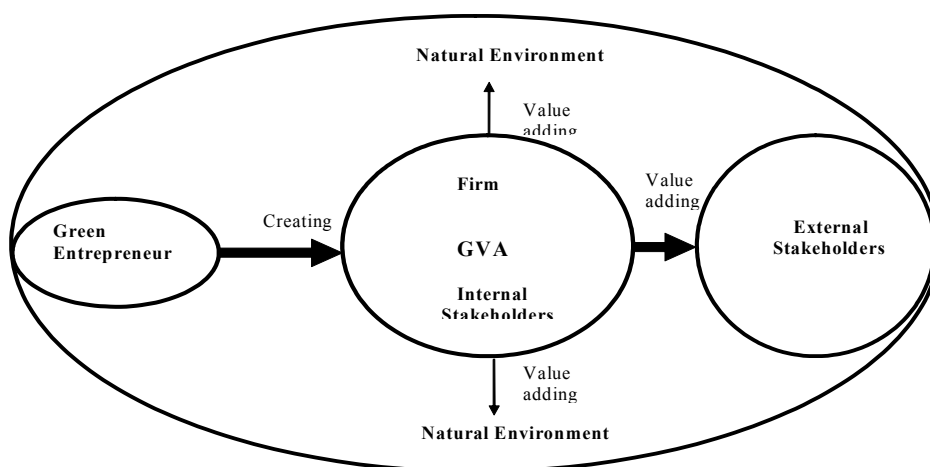 Natural Environment
Value
adding
Firm
Value
adding
Green
Entrepreneur
Creating
GVA
External
Stakeholders
Internal
Stakeholders
Value
adding
Natural Environment